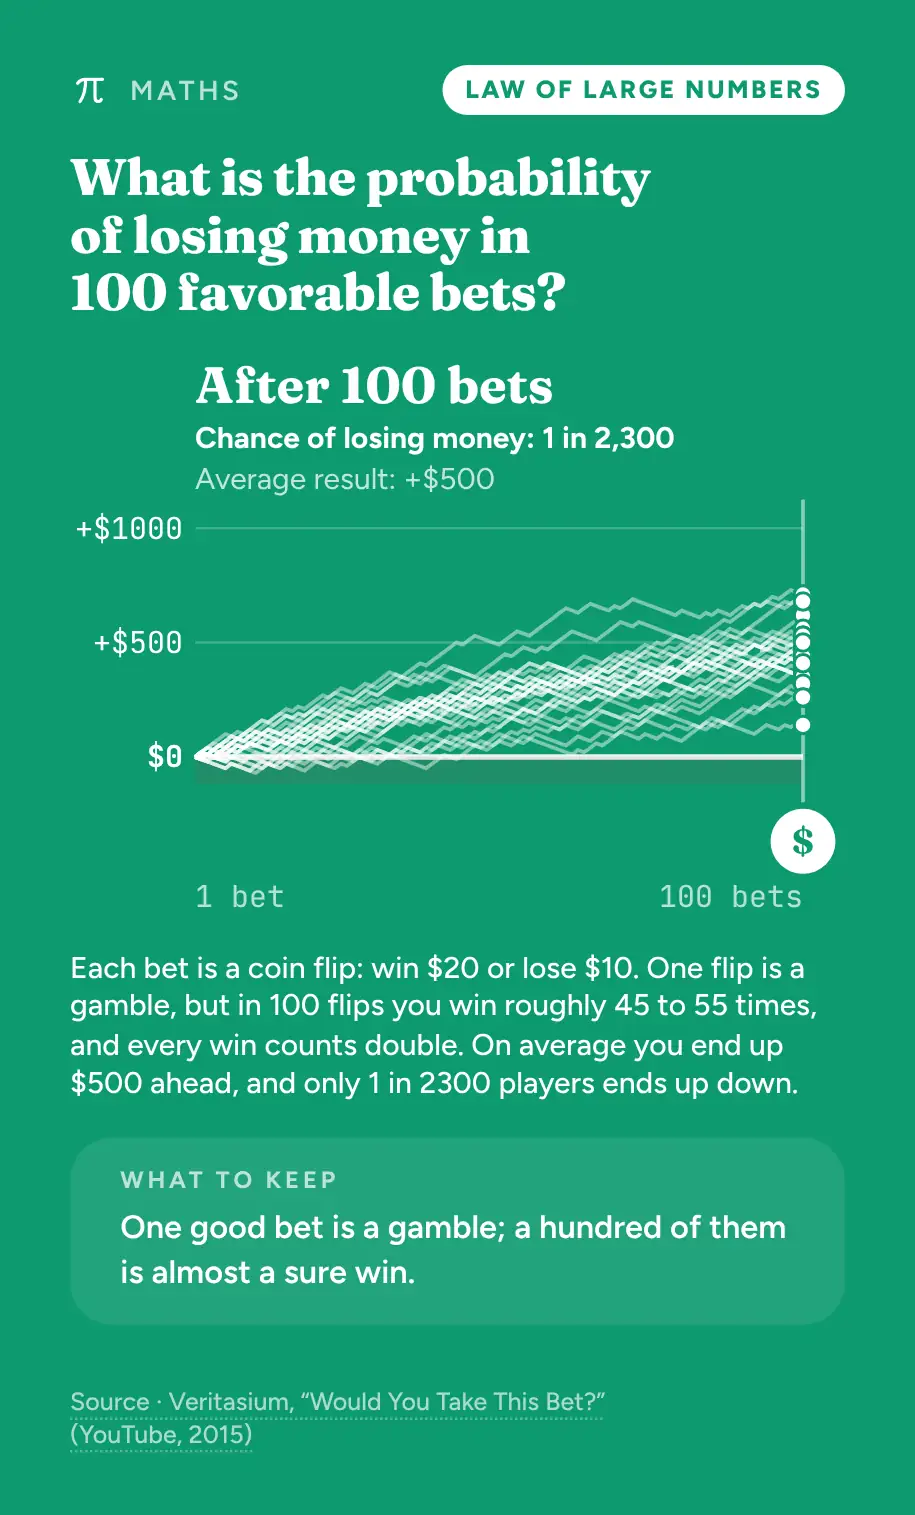 π MATHS
LAW OF LARGE NUMBERS
What is the probability
of losing money in
100 favorable bets?
After 100 bets
Chance of losing money: 1 in 2,300
Average result: +$500
+$1000
+$500
$0
$
1 bet
100 bets
Each bet is a coin flip: win $20 or lose $10. One flip is a
gamble, but in 100 flips you win roughly 45 to 55 times,
and every win counts double. On average you end up
$500 ahead, and only 1 in 2300 players ends up down.
WHAT TO KEEP
One good bet is a gamble; a hundred of them
is almost a sure win.
Source · Veritasium, “Would You Take This Bet?”
(YouTube, 2015)